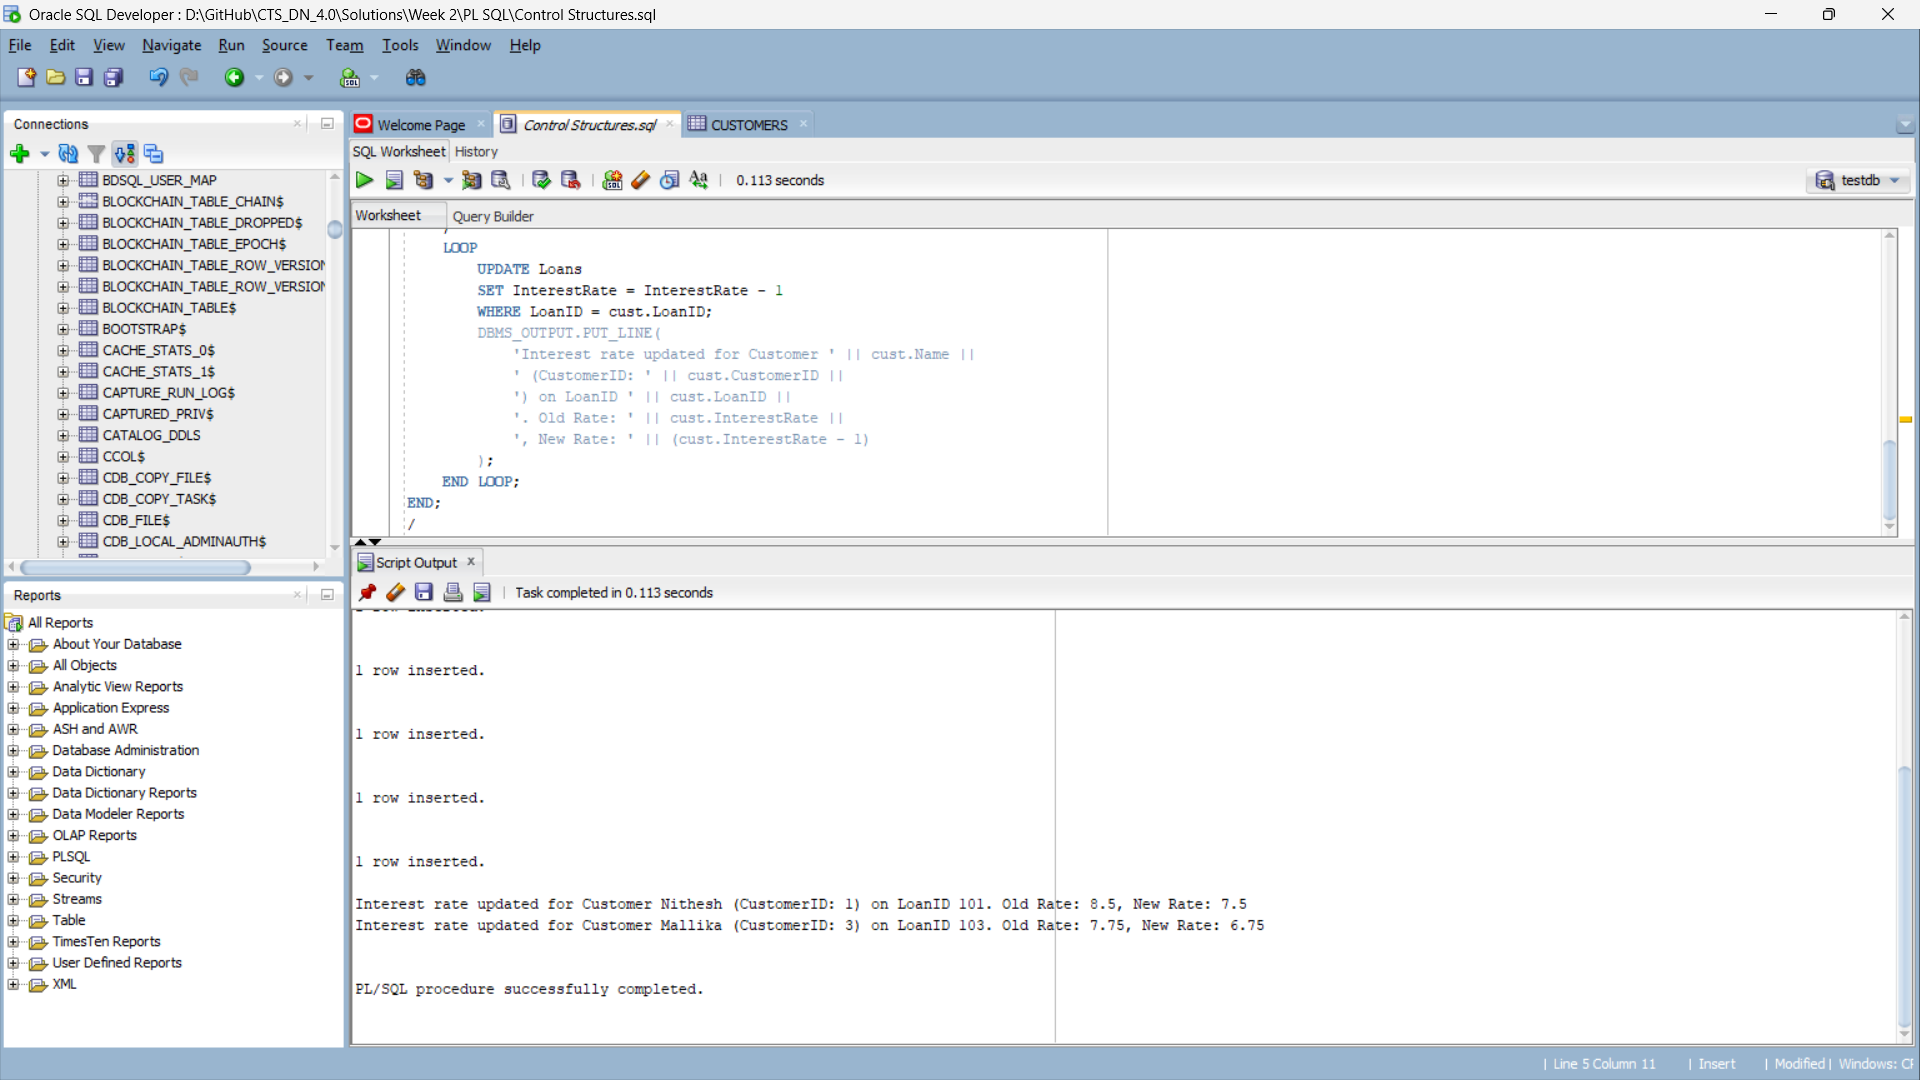 Oracle SQL Developer : D:\GitHub\CTS_DN_4.0\Solutions\Week 2\PL SQL\Control Structures.sql
File Edit View Navigate Run Source Team Tools Window Help
Connections
BDSQL_USER_MAP
BLOCKCHAIN_TABLE_CHAIN$
BLOCKCHAIN_TABLE_DROPPED$
BLOCKCHAIN_TABLE_EPOCH$
BLOCKCHAIN_TABLE_ROW_VERSION
BLOCKCHAIN_TABLE_ROW_VERSION
BLOCKCHAIN_TABLE$
BOOTSTRAP$
CACHE_STATS_0$
CACHE_STATS_1$
CAPTURE_RUN_LOG$
CAPTURED_PRIV$
CATALOG_DDLS
CCOL$
CDB_COPY_FILE$
CDB_COPY_TASK$
CDB_FILE$
CDB_LOCAL_ADMINAUTH$
Reports
All Reports
About Your Database
All Objects
Analytic View Reports
Application Express
ASH and AWR
Database Administration
Data Dictionary
Data Dictionary Reports
Data Modeler Reports
OLAP Reports
PLSQL
Security
Streams
Table
TimesTen Reports
User Defined Reports
XML
Welcome Page Control Structures.sql CUSTOMERS
SQL Worksheet History
0.113 seconds
testdb
Worksheet Query Builder
LOOP
UPDATE Loans
SET InterestRate = InterestRate - 1
WHERE LoanID = cust.LoanID;
DBMS_OUTPUT.PUT_LINE(
'Interest rate updated for Customer ' || cust.Name ||
' (CustomerID: ' || cust.CustomerID ||
') on LoanID ' || cust.LoanID ||
'. Old Rate: ' || cust.InterestRate ||
', New Rate: ' || (cust.InterestRate - 1)
);
END LOOP;
END;
/
Script Output
Task completed in 0.113 seconds
1 row inserted.
1 row inserted.
1 row inserted.
1 row inserted.
Interest rate updated for Customer Nithesh (CustomerID: 1) on LoanID 101. Old Rate: 8.5, New Rate: 7.5
Interest rate updated for Customer Mallika (CustomerID: 3) on LoanID 103. Old Rate: 7.75, New Rate: 6.75
PL/SQL procedure successfully completed.
| Line 5 Column 11 | Insert | Modified | Windows: CF